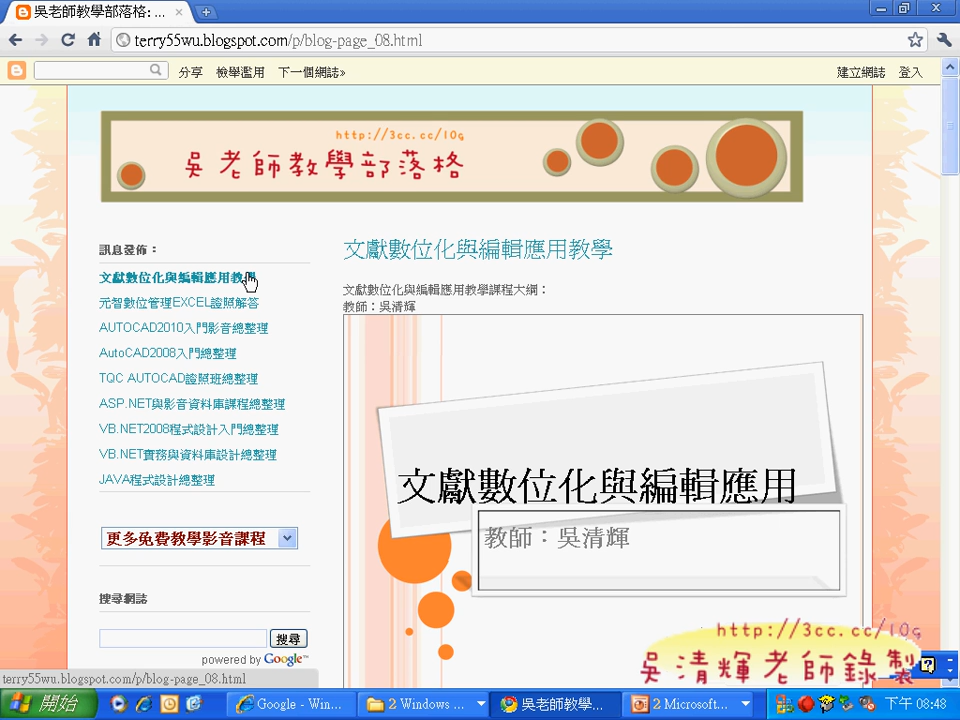 吳老師教學部落格: ...
terry55wu.blogspot.com/p/blog-page_08.html
分享 檢舉濫用 下一個網誌»
建立網誌 登入
http://3cc.cc/10q
吳老師教學部落格
訊息發佈：
文獻數位化與編輯應用教學
元智數位管理EXCEL證照解答
AUTOCAD2010入門影音總整理
AutoCAD2008入門總整理
TQC AUTOCAD證照班總整理
ASP.NET與影音資料庫課程總整理
VB.NET2008程式設計入門總整理
VB.NET實務與資料庫設計總整理
JAVA程式設計總整理
更多免費教學影音課程
搜尋網誌
搜尋
powered by Google™
文獻數位化與編輯應用教學
文獻數位化與編輯應用教學課程大綱：
教師：吳清輝
文獻數位化與編輯應用
教師：吳清輝
http://3cc.cc/10q
吳清輝老師錄製
terry55wu.blogspot.com/p/blog-page_08.html
開始
Google - Win...
2 Windows ...
吳老師教學...
2 Microsoft...
下午 08:48